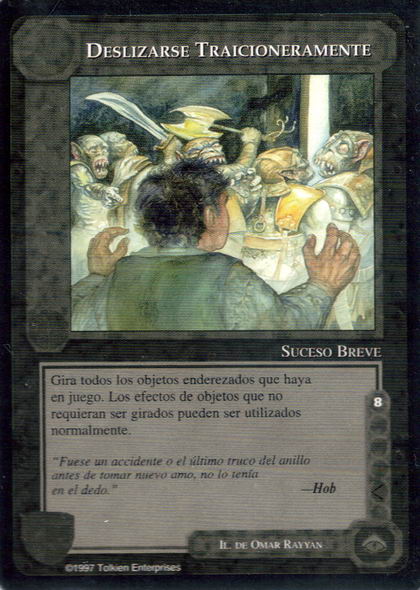 DESLIZARSE TRAICIONERAMENTE
SUCESO BREVE
Gira todos los objetos enderezados que haya
en juego. Los efectos de objetos que no
requieran ser girados pueden ser utilizados
normalmente.
8
“Fuese un accidente o el último truco del anillo
antes de tomar nuevo amo, no lo tenía
en el dedo.” —Hob
IL. DE OMAR RAYYAN
©1997 Tolkien Enterprises